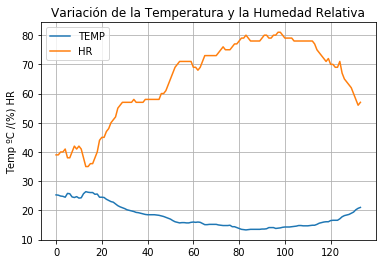 Variación de la Temperatura y la Humedad Relativa
TEMP
HR
Temp ºC /(%) HR
80
70
60
50
40
30
20
10
0 20 40 60 80 100 120